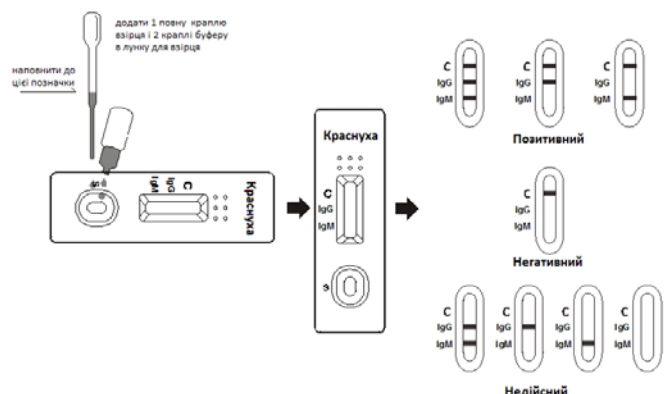 додати 1 повну краплю
взірця і 2 краплі буферу
в лунку для взірця
наповнити до
цієї позначки
S
C
IgG
IgM
Краснуха
Краснуха
C
IgG
IgM
S
C
IgG
IgM
C
IgG
IgM
C
IgG
IgM
Позитивний
C
IgG
IgM
Негативний
C
IgG
IgM
C
IgG
IgM
C
IgG
IgM
C
IgG
IgM
Недійсний